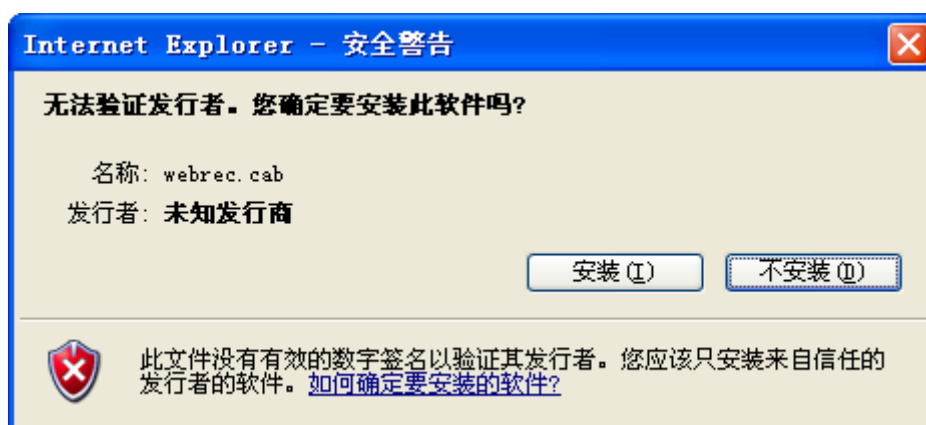 Internet Explorer - 安全警告
无法验证发行者。您确定要安装此软件吗?
名称: webrec.cab
发行者: 未知发行商
安装(I) 不安装(D)
此文件没有有效的数字签名以验证其发行者。您应该只安装来自信任的
发行者的软件。如何确定要安装的软件?